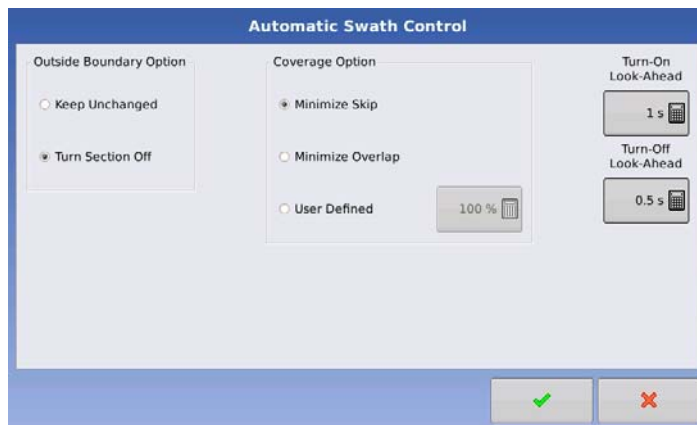 Automatic Swath Control
Outside Boundary Option
Keep Unchanged
Turn Section Off
Coverage Option
Minimize Skip
Minimize Overlap
User Defined
100 %
Turn-On
Look-Ahead
1 s
Turn-Off
Look-Ahead
0.5 s